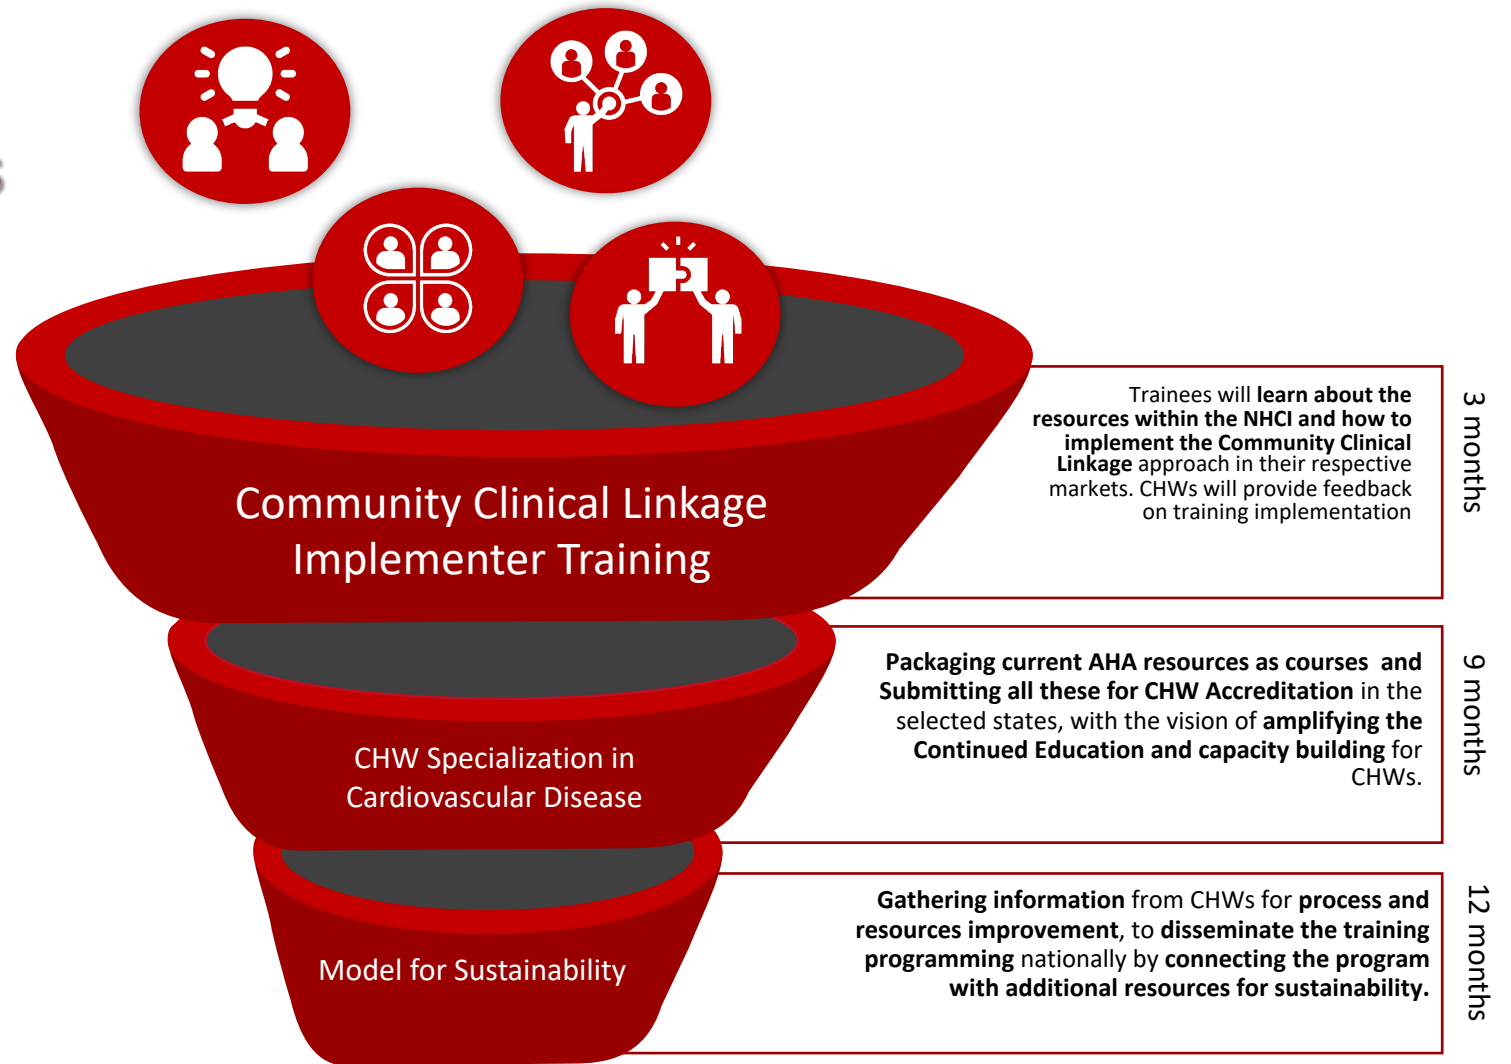 Community Clinical Linkage
Implementer Training
Trainees will learn about the
resources within the NHCI and how to
implement the Community Clinical
Linkage approach in their respective
markets. CHWs will provide feedback
on training implementation
3 months
CHW Specialization in
Cardiovascular Disease
Packaging current AHA resources as courses and
Submitting all these for CHW Accreditation in the
selected states, with the vision of amplifying the
Continued Education and capacity building for
CHWs.
9 months
Model for Sustainability
Gathering information from CHWs for process and
resources improvement, to disseminate the training
programming nationally by connecting the program
with additional resources for sustainability.
12 months